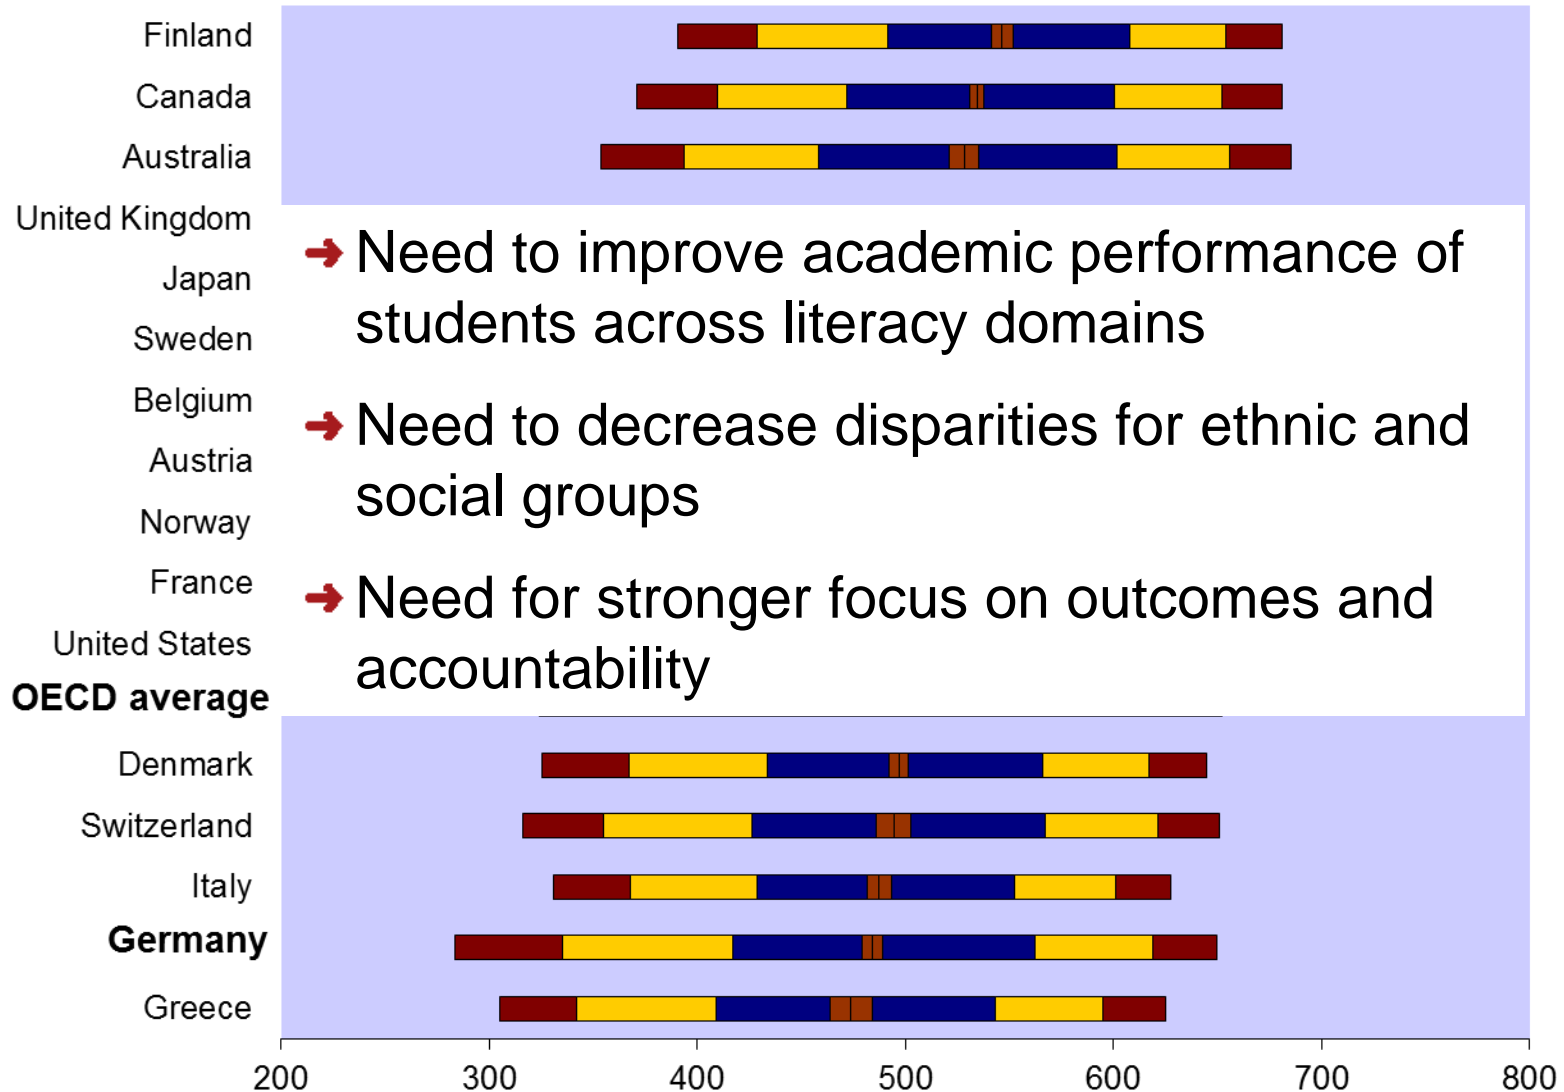 Finland
Canada
Australia
United Kingdom
Japan
Sweden
Belgium
Austria
Norway
France
United States
OECD average
Denmark
Switzerland
Italy
Germany
Greece
➜ Need to improve academic performance of
students across literacy domains
➜ Need to decrease disparities for ethnic and
social groups
➜ Need for stronger focus on outcomes and
accountability
200 300 400 500 600 700 800